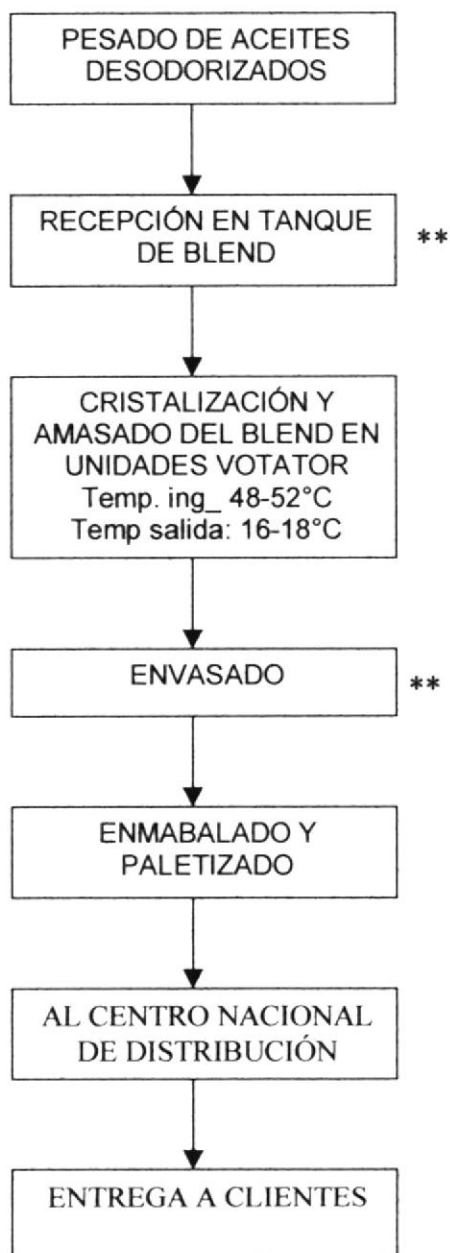 PESADO DE ACEITES
DESODORIZADOS
RECEPCIÓN EN TANQUE
DE BLEND
**
CRISTALIZACIÓN Y
AMASADO DEL BLEND EN
UNIDADES VOTATOR
Temp. ing_ 48-52°C
Temp salida: 16-18°C
ENVASADO
**
ENMABALADO Y
PALETIZADO
AL CENTRO NACIONAL
DE DISTRIBUCIÓN
ENTREGA A CLIENTES